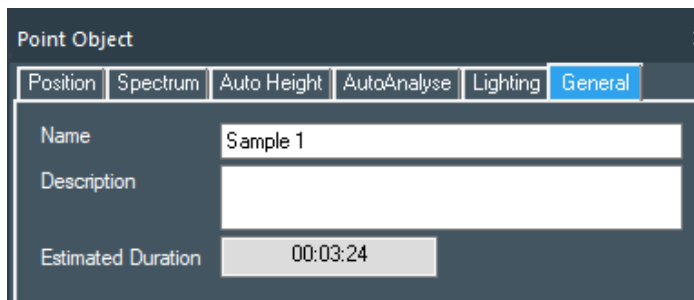 Point Object
Position Spectrum Auto Height AutoAnalyse Lighting General
Name Sample 1
Description
Estimated Duration 00:03:24